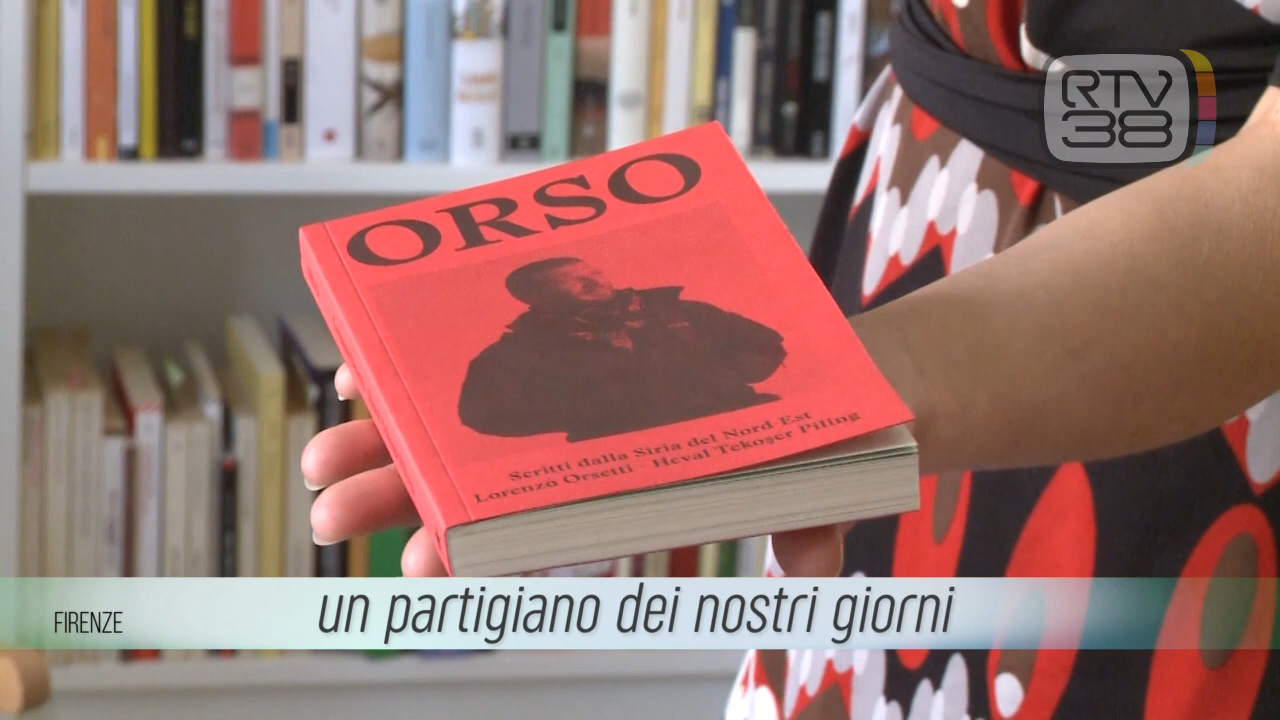 RTV
38
ORSO
Scritti dalla Siria del Nord-Est
Lorenzo Orsetti · Heval Tekoşer Piling
FIRENZE
un partigiano dei nostri giorni